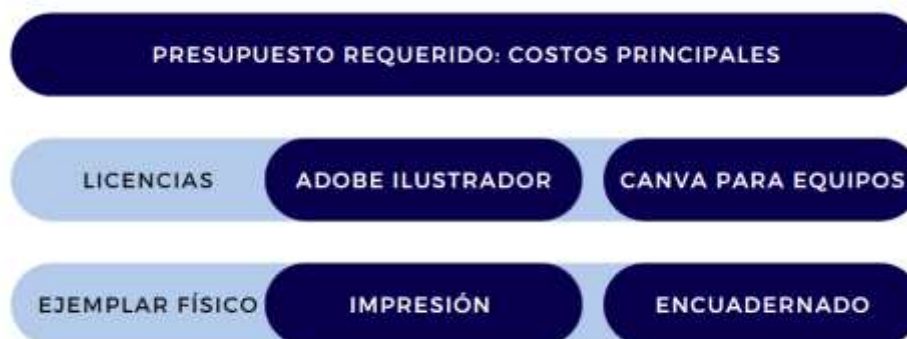 PRESUPUESTO REQUERIDO: COSTOS PRINCIPALES
LICENCIAS ADOBE ILUSTRADOR CANVA PARA EQUIPOS
EJEMPLAR FÍSICO IMPRESIÓN ENCUADERNADO